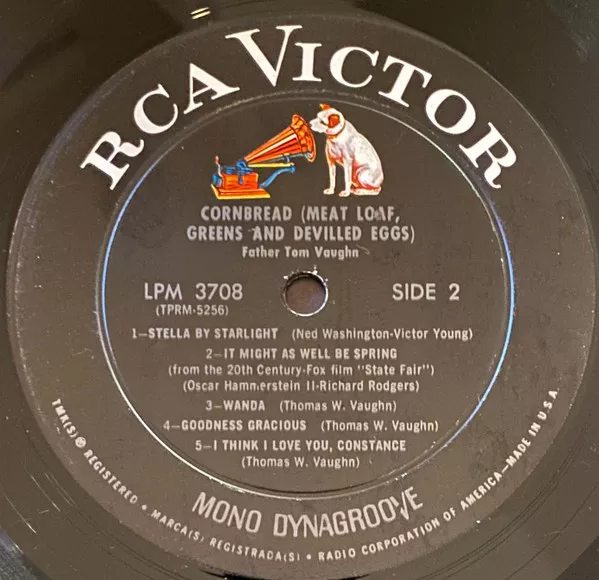 RCA VICTOR
CORNBREAD (MEAT LOAF,
GREENS AND DEVILLED EGGS)
Father Tom Vaughn
LPM 3708
(TPRM-5256)
SIDE 2
1—STELLA BY STARLIGHT (Ned Washington-Victor Young)
2—IT MIGHT AS WELL BE SPRING
(from the 20th Century-Fox film "State Fair")
(Oscar Hammerstein II-Richard Rodgers)
3—WANDA (Thomas W. Vaughn)
4—GOODNESS GRACIOUS (Thomas W. Vaughn)
5—I THINK I LOVE YOU, CONSTANCE
(Thomas W. Vaughn)
MONO DYNAGROOVE
TMK(S) ® REGISTERED • MARCA(S) REGISTRADA(S) • RADIO CORPORATION OF AMERICA—MADE IN U.S.A.